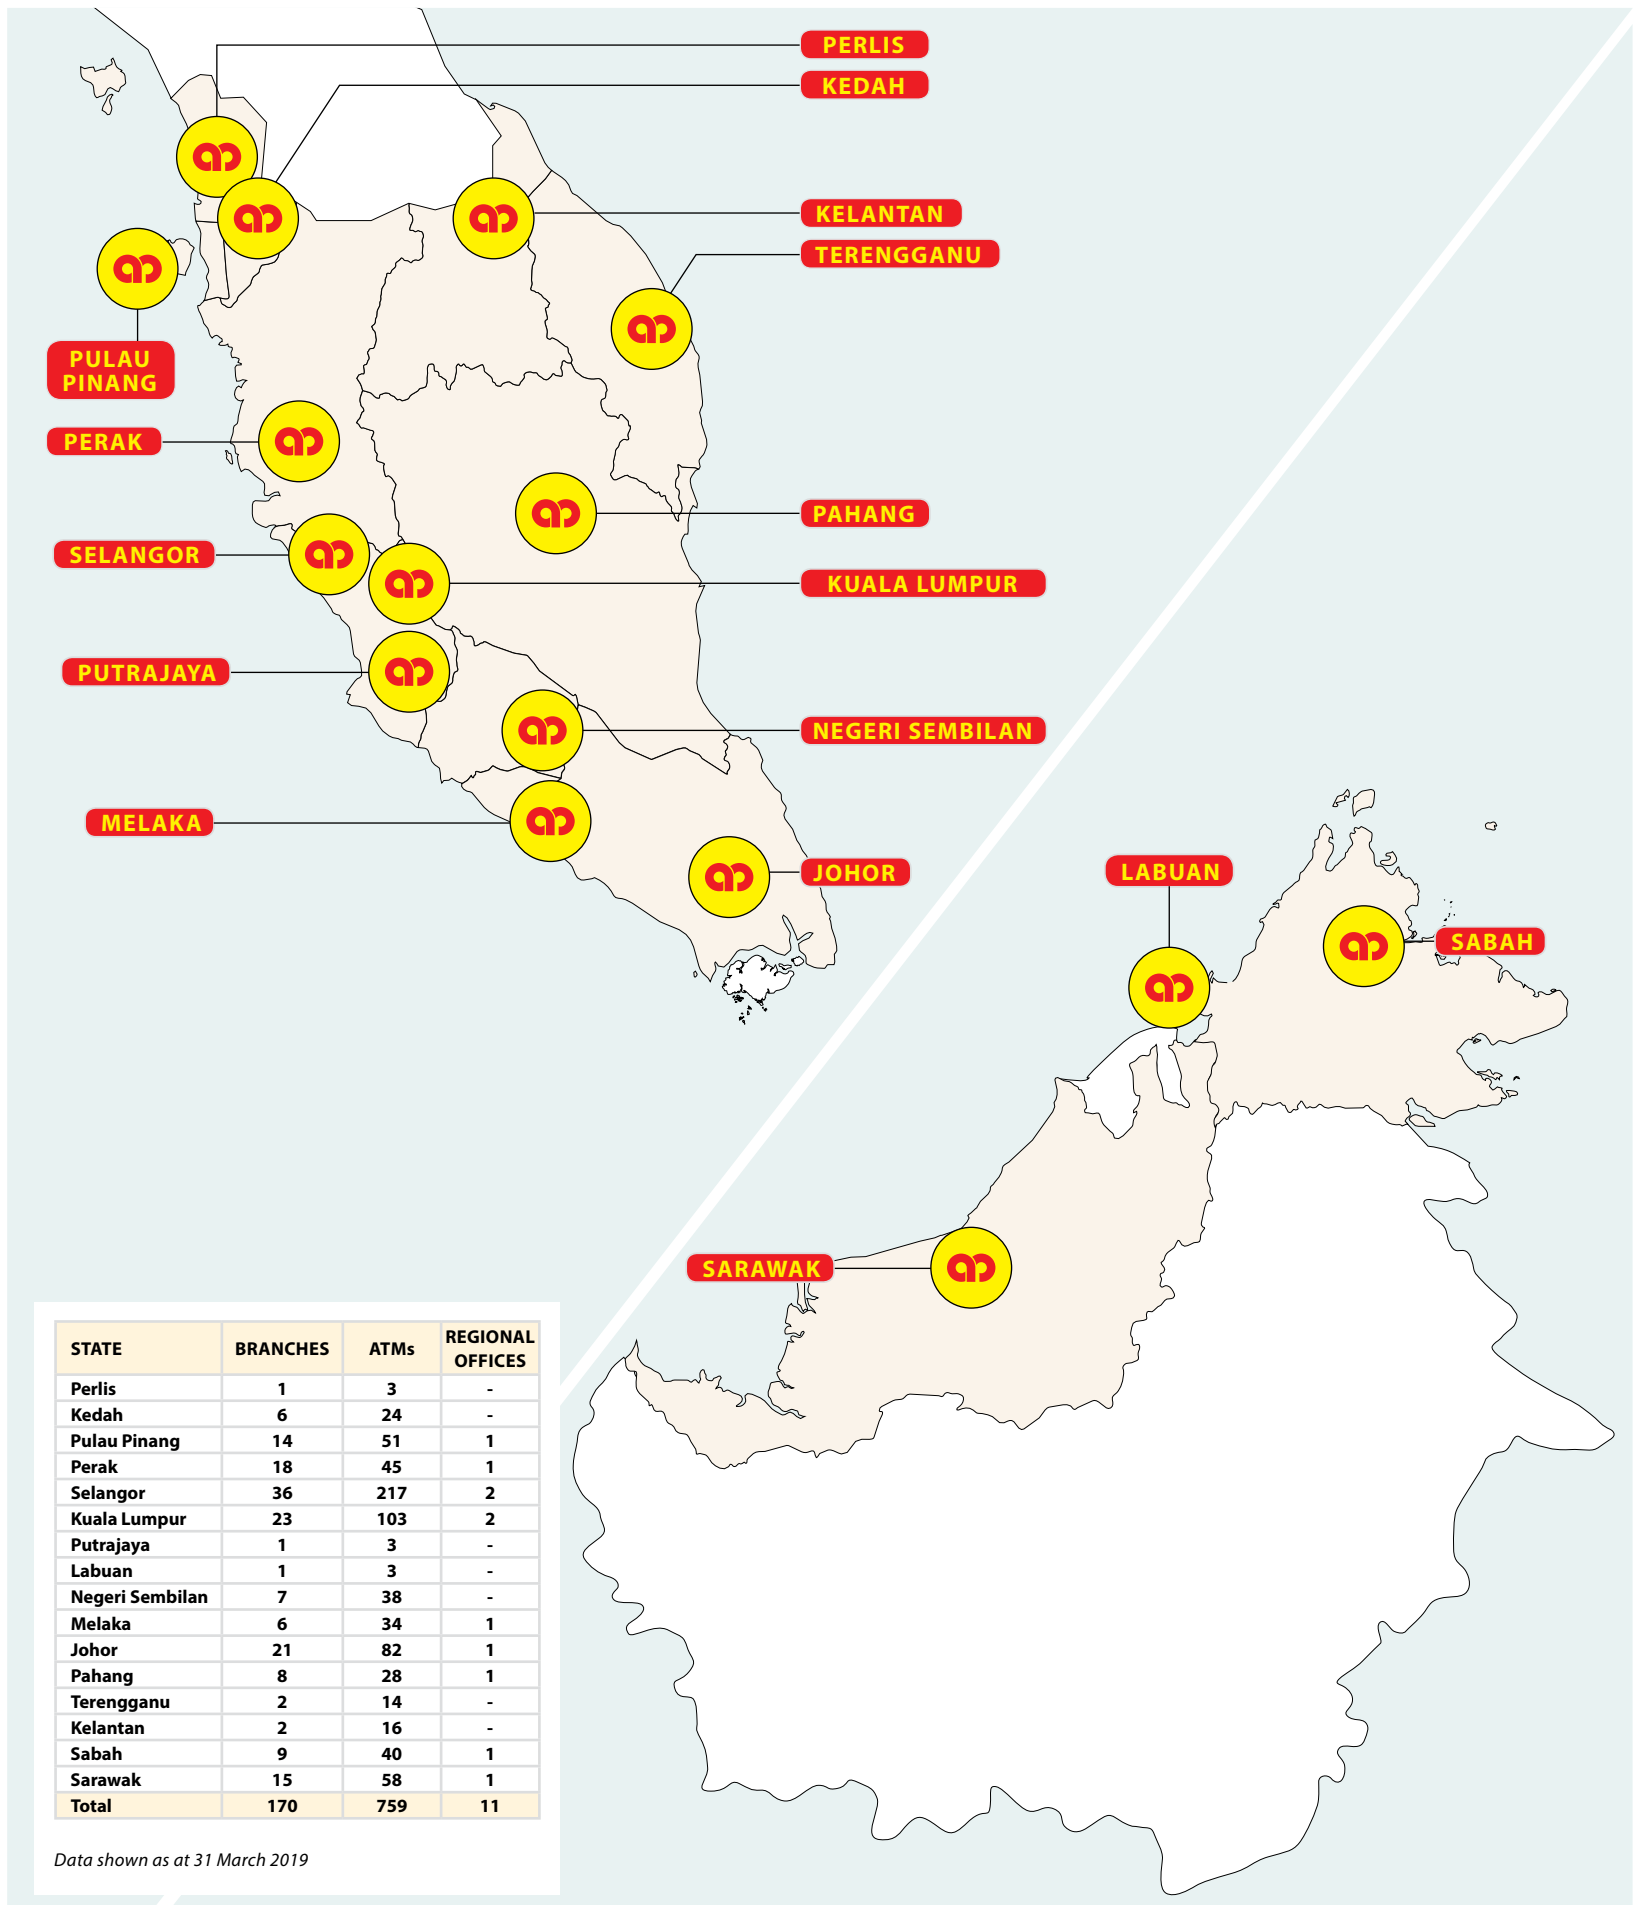 PERLIS
KEDAH
KELANTAN
TERENGGANU
PULAU
PINANG
PERAK
PAHANG
SELANGOR
KUALA LUMPUR
PUTRAJAYA
NEGERI SEMBILAN
MELAKA
JOHOR
LABUAN
SABAH
SARAWAK
STATE BRANCHES ATMs REGIONAL OFFICES
Perlis 1 3 -
Kedah 6 24 -
Pulau Pinang 14 51 1
Perak 18 45 1
Selangor 36 217 2
Kuala Lumpur 23 103 2
Putrajaya 1 3 -
Labuan 1 3 -
Negeri Sembilan 7 38 -
Melaka 6 34 1
Johor 21 82 1
Pahang 8 28 1
Terengganu 2 14 -
Kelantan 2 16 -
Sabah 9 40 1
Sarawak 15 58 1
Total 170 759 11
Data shown as at 31 March 2019